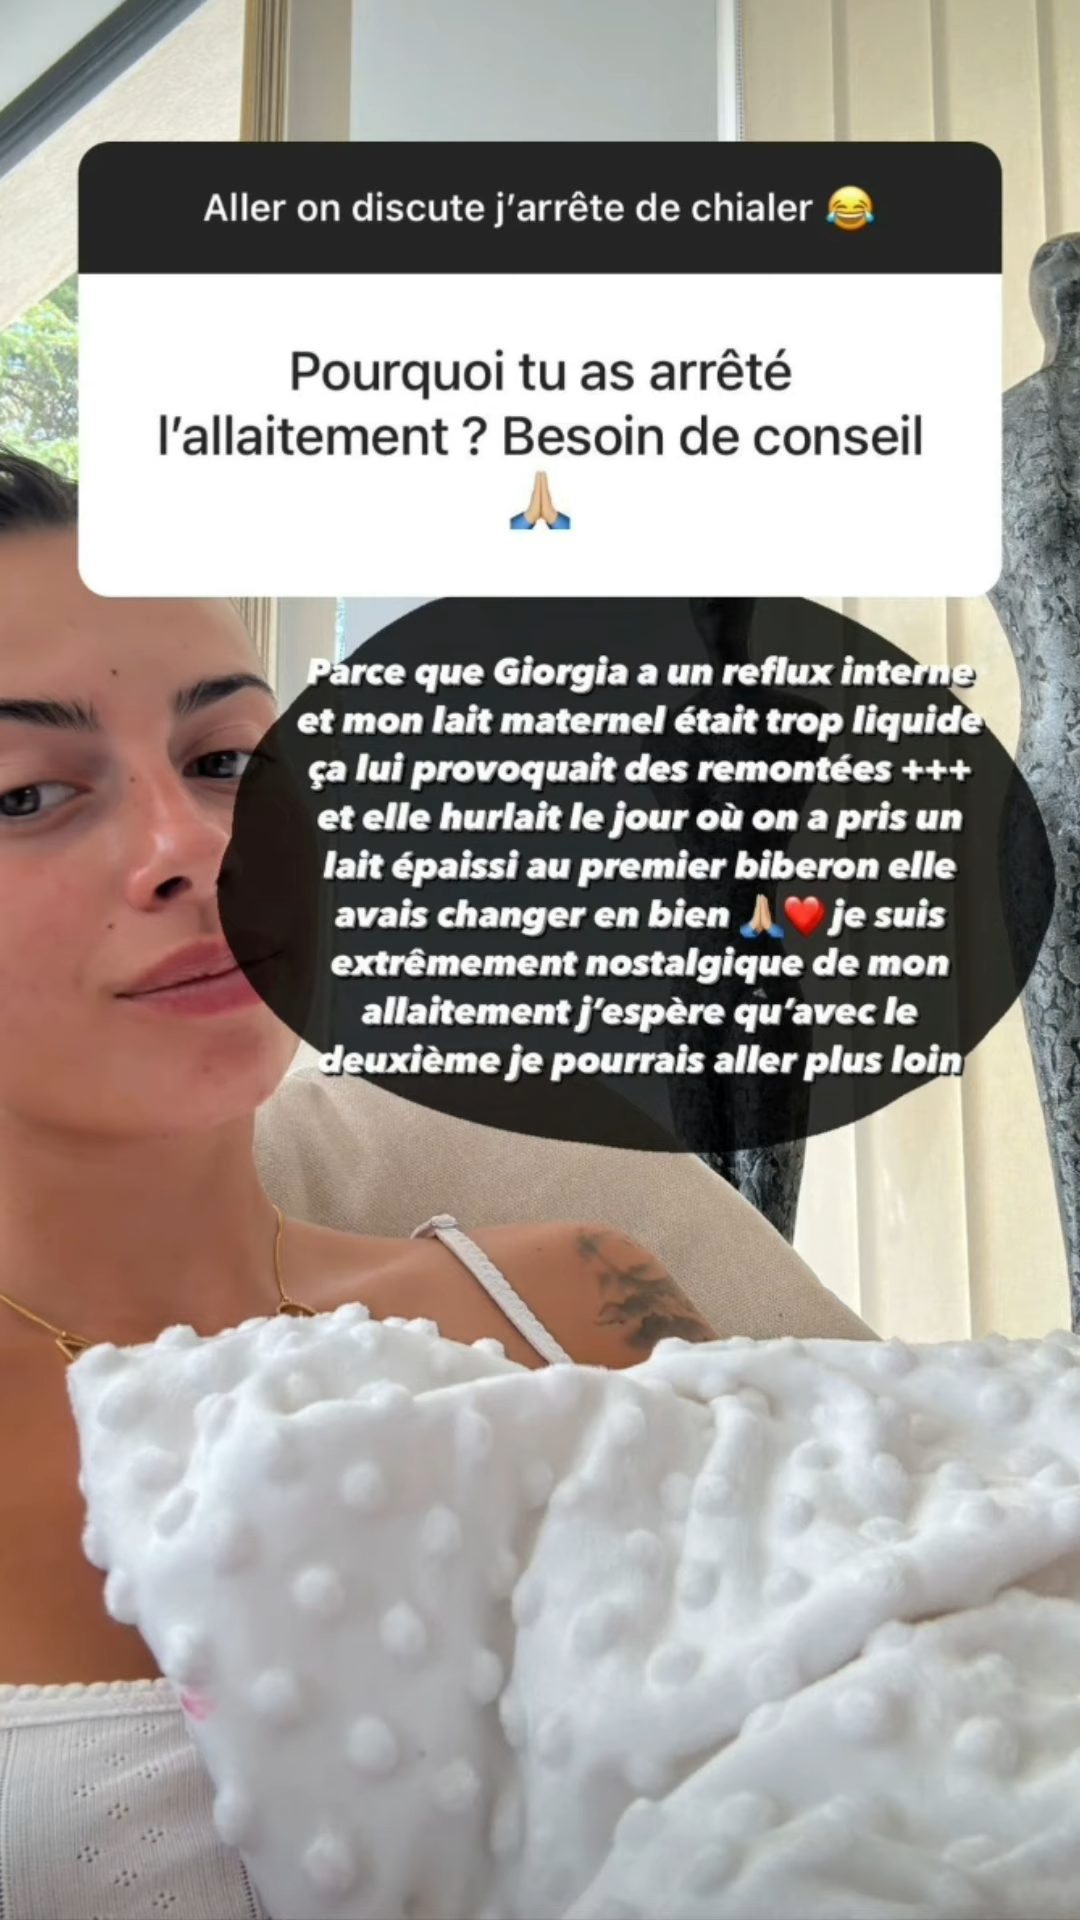 Aller on discute j’arrête de chialer 😂
Pourquoi tu as arrêté
l’allaitement ? Besoin de conseil
🙏🏼
Parce que Giorgia a un reflux interne
et mon lait maternel était trop liquide
ça lui provoquait des remontées +++
et elle hurlait le jour où on a pris un
lait épaissi au premier biberon elle
avais changer en bien 🙏🏼❤️ je suis
extrêmement nostalgique de mon
allaitement j’espère qu’avec le
deuxième je pourrais aller plus loin